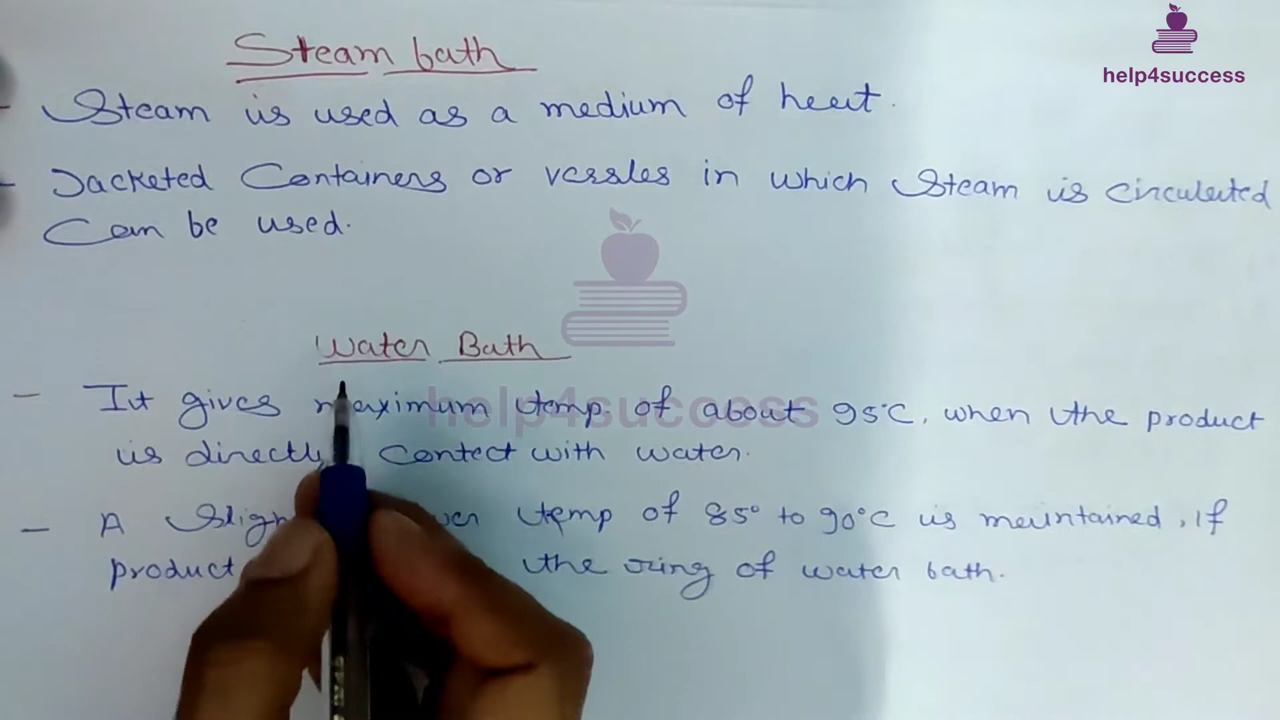 help4success
Steam bath
- Steam is used as a medium of heat.
- Jacketed Containers or vessles in which Steam is circulated
Can be used.
Water Bath
- It gives maximum temp. of about 95°C, when the product
is directly contect with water.
- A temp of 85° to 90°C is maintained, If
product the ring of water bath.
help4success